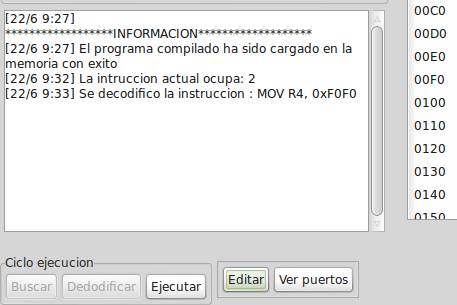 [22/6 9:27]
******************INFORMACION*******************
[22/6 9:27] El programa compilado ha sido cargado en la
memoria con exito
[22/6 9:32] La intruccion actual ocupa: 2
[22/6 9:33] Se decodifico la instruccion : MOV R4, 0xF0F0
00C0
00D0
00E0
00F0
0100
0110
0120
0130
0140
0150
Ciclo ejecucion
Buscar Dedodificar Ejecutar Editar Ver puertos